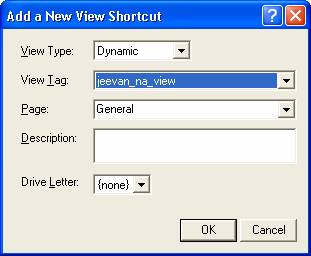 Add a New View Shortcut
View Type: Dynamic
View Tag: jeevan_na_view
Page: General
Description:
Drive Letter: {none}
OK Cancel